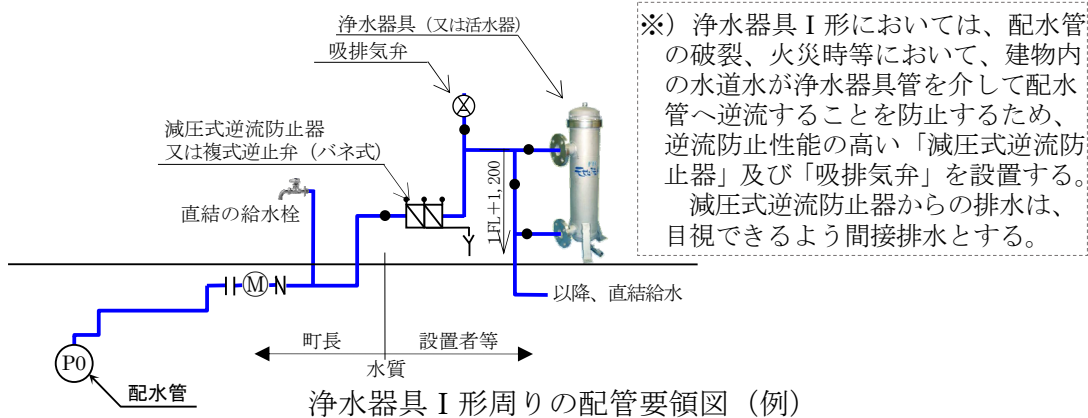 浄水器具（又は活水器）
吸排気弁
減圧式逆流防止器
又は複式逆止弁（バネ式）
直結の給水栓
1FL＋1,200
M
以降、直結給水
町長
設置者等
水質
P0
配水管
※）浄水器具Ⅰ形においては、配水管
の破裂、火災時等において、建物内
の水道水が浄水器具管を介して配水
管へ逆流することを防止するため、
逆流防止性能の高い「減圧式逆流防
止器」及び「吸排気弁」を設置する。
減圧式逆流防止器からの排水は、
目視できるよう間接排水とする。
浄水器具Ⅰ形周りの配管要領図（例）